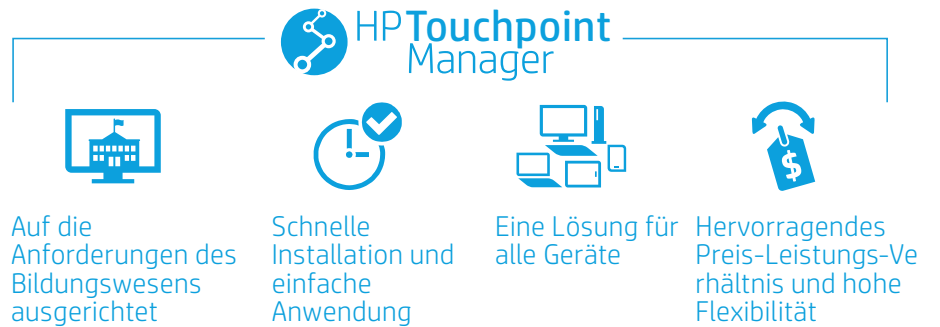 HP Touchpoint
Manager
Auf die
Anforderungen des
Bildungswesens
ausgerichtet
Schnelle
Installation und
einfache
Anwendung
Eine Lösung für
alle Geräte
$
Hervorragendes
Preis-Leistungs-Ve
rhältnis und hohe
Flexibilität